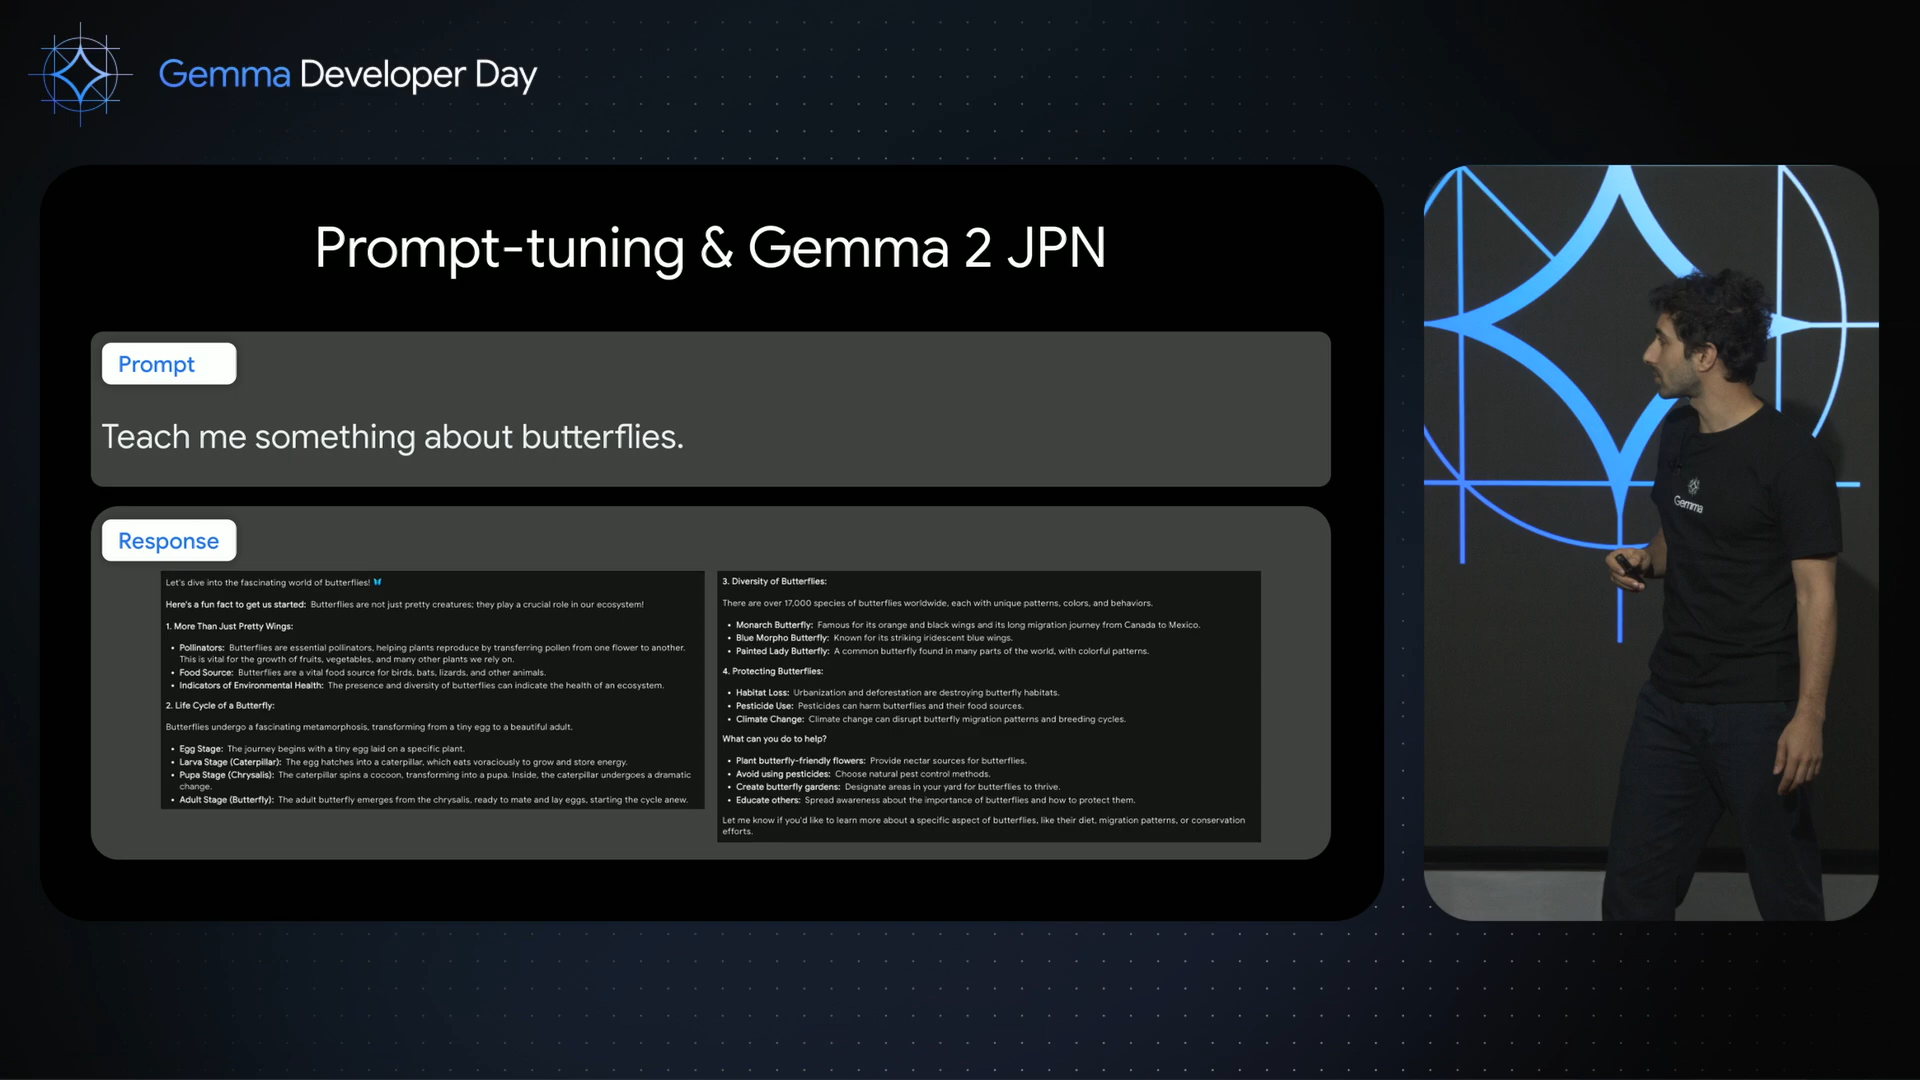 Gemma Developer Day
Prompt-tuning & Gemma 2 JPN
Prompt
Teach me something about butterflies.
Response
Let's dive into the fascinating world of butterflies! 🦋
Here's a fun fact to get us started: Butterflies are not just pretty creatures; they play a crucial role in our ecosystem!
1. More Than Just Pretty Wings:
• Pollinators: Butterflies are essential pollinators, helping plants reproduce by transferring pollen from one flower to another.
This is vital for the growth of fruits, vegetables, and many other plants we rely on.
• Food Source: Butterflies are a vital food source for birds, bats, lizards, and other animals.
• Indicators of Environmental Health: The presence and diversity of butterflies can indicate the health of an ecosystem.
2. Life Cycle of a Butterfly:
Butterflies undergo a fascinating metamorphosis, transforming from a tiny egg to a beautiful adult.
• Egg Stage: The journey begins with a tiny egg laid on a specific plant.
• Larva Stage (Caterpillar): The egg hatches into a caterpillar, which eats voraciously to grow and store energy.
• Pupa Stage (Chrysalis): The caterpillar spins a cocoon, transforming into a pupa. Inside, the caterpillar undergoes a dramatic
change.
• Adult Stage (Butterfly): The adult butterfly emerges from the chrysalis, ready to mate and lay eggs, starting the cycle anew.
3. Diversity of Butterflies:
There are over 17,000 species of butterflies worldwide, each with unique patterns, colors, and behaviors.
• Monarch Butterfly: Famous for its orange and black wings and its long migration journey from Canada to Mexico.
• Blue Morpho Butterfly: Known for its striking iridescent blue wings.
• Painted Lady Butterfly: A common butterfly found in many parts of the world, with colorful patterns.
4. Protecting Butterflies:
• Habitat Loss: Urbanization and deforestation are destroying butterfly habitats.
• Pesticide Use: Pesticides can harm butterflies and their food sources.
• Climate Change: Climate change can disrupt butterfly migration patterns and breeding cycles.
What can you do to help?
• Plant butterfly-friendly flowers: Provide nectar sources for butterflies.
• Avoid using pesticides: Choose natural pest control methods.
• Create butterfly gardens: Designate areas in your yard for butterflies to thrive.
• Educate others: Spread awareness about the importance of butterflies and how to protect them.
Let me know if you'd like to learn more about a specific aspect of butterflies, like their diet, migration patterns, or conservation
efforts.
Gemma